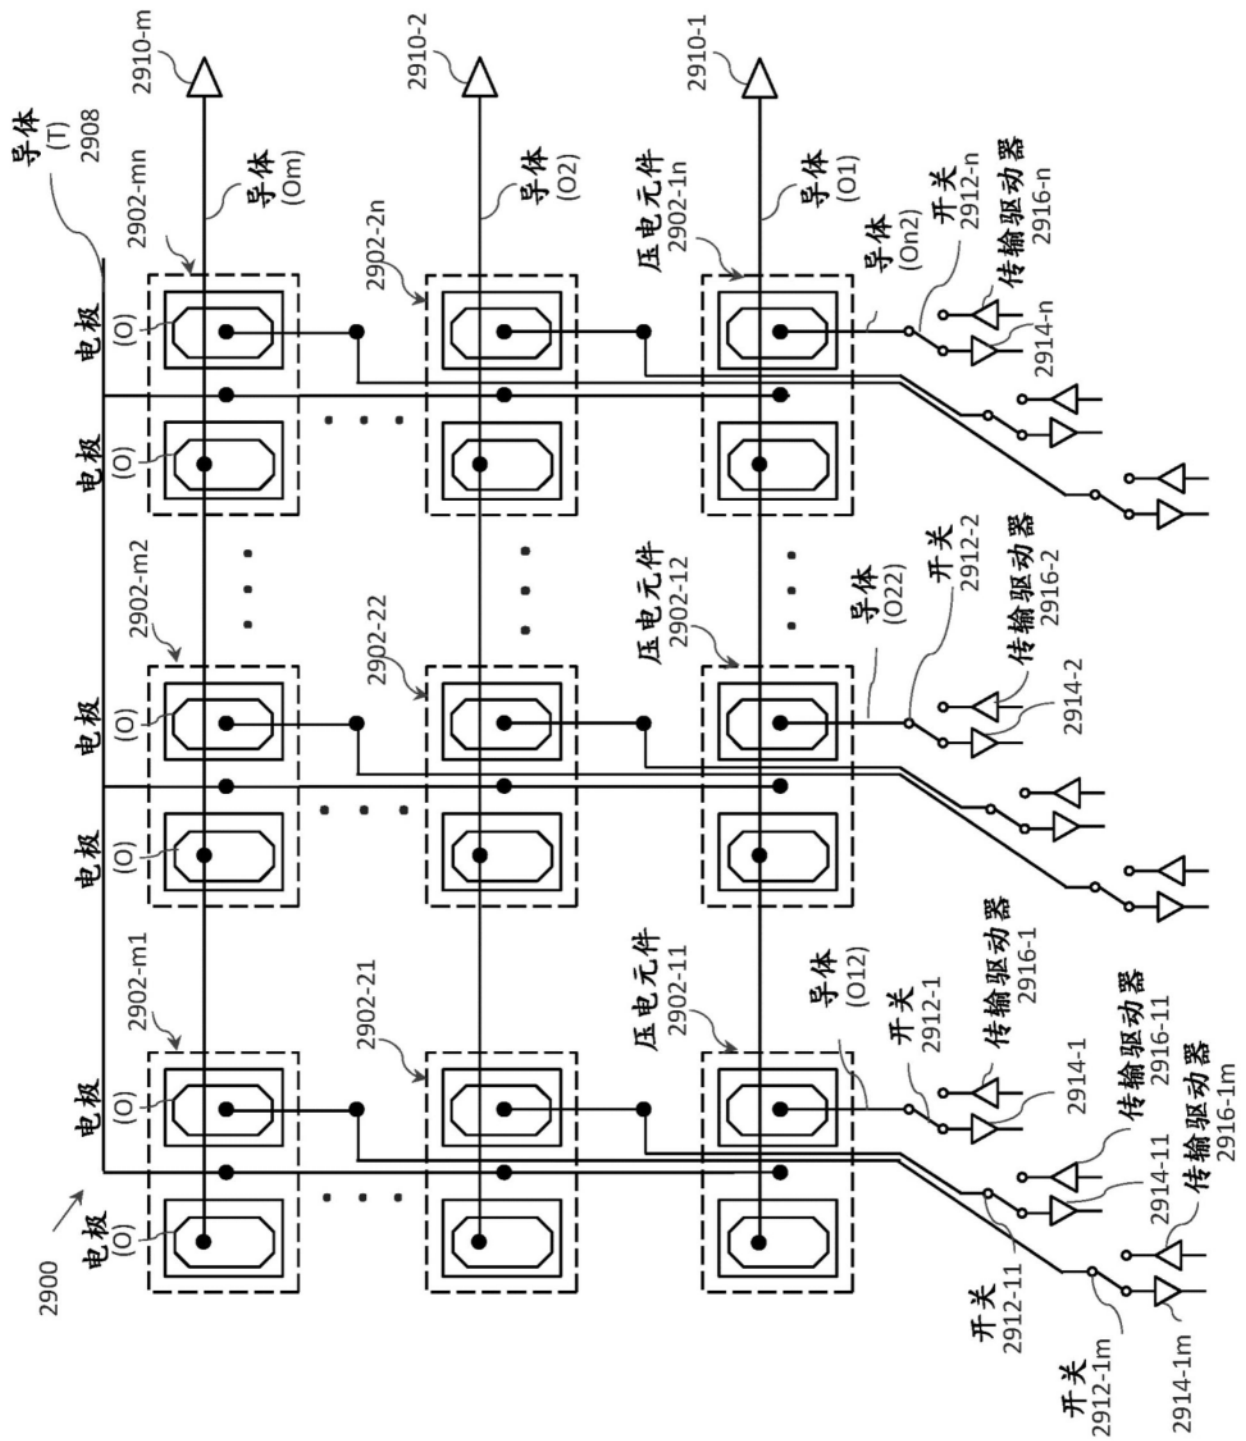 2900
导体
(T)
2908
电极
(O)
电极
(O)
电极
(O)
电极
(O)
电极
(O)
电极
(O)
2902-m1
2902-m2
2902-mn
2910-m
导体
(Om)
2902-21
2902-22
2902-2n
2910-2
导体
(O2)
压电元件
2902-11
压电元件
2902-12
压电元件
2902-1n
2910-1
导体
(O1)
导体
(O12)
导体
(O22)
导体
(On2)
开关
2912-1
开关
2912-2
开关
2912-n
传输驱动器
2916-1
传输驱动器
2916-2
传输驱动器
2916-n
2914-1
2914-2
2914-n
开关
2912-11
传输驱动器
2916-11
2914-11
开关
2912-1m
传输驱动器
2916-1m
2914-1m